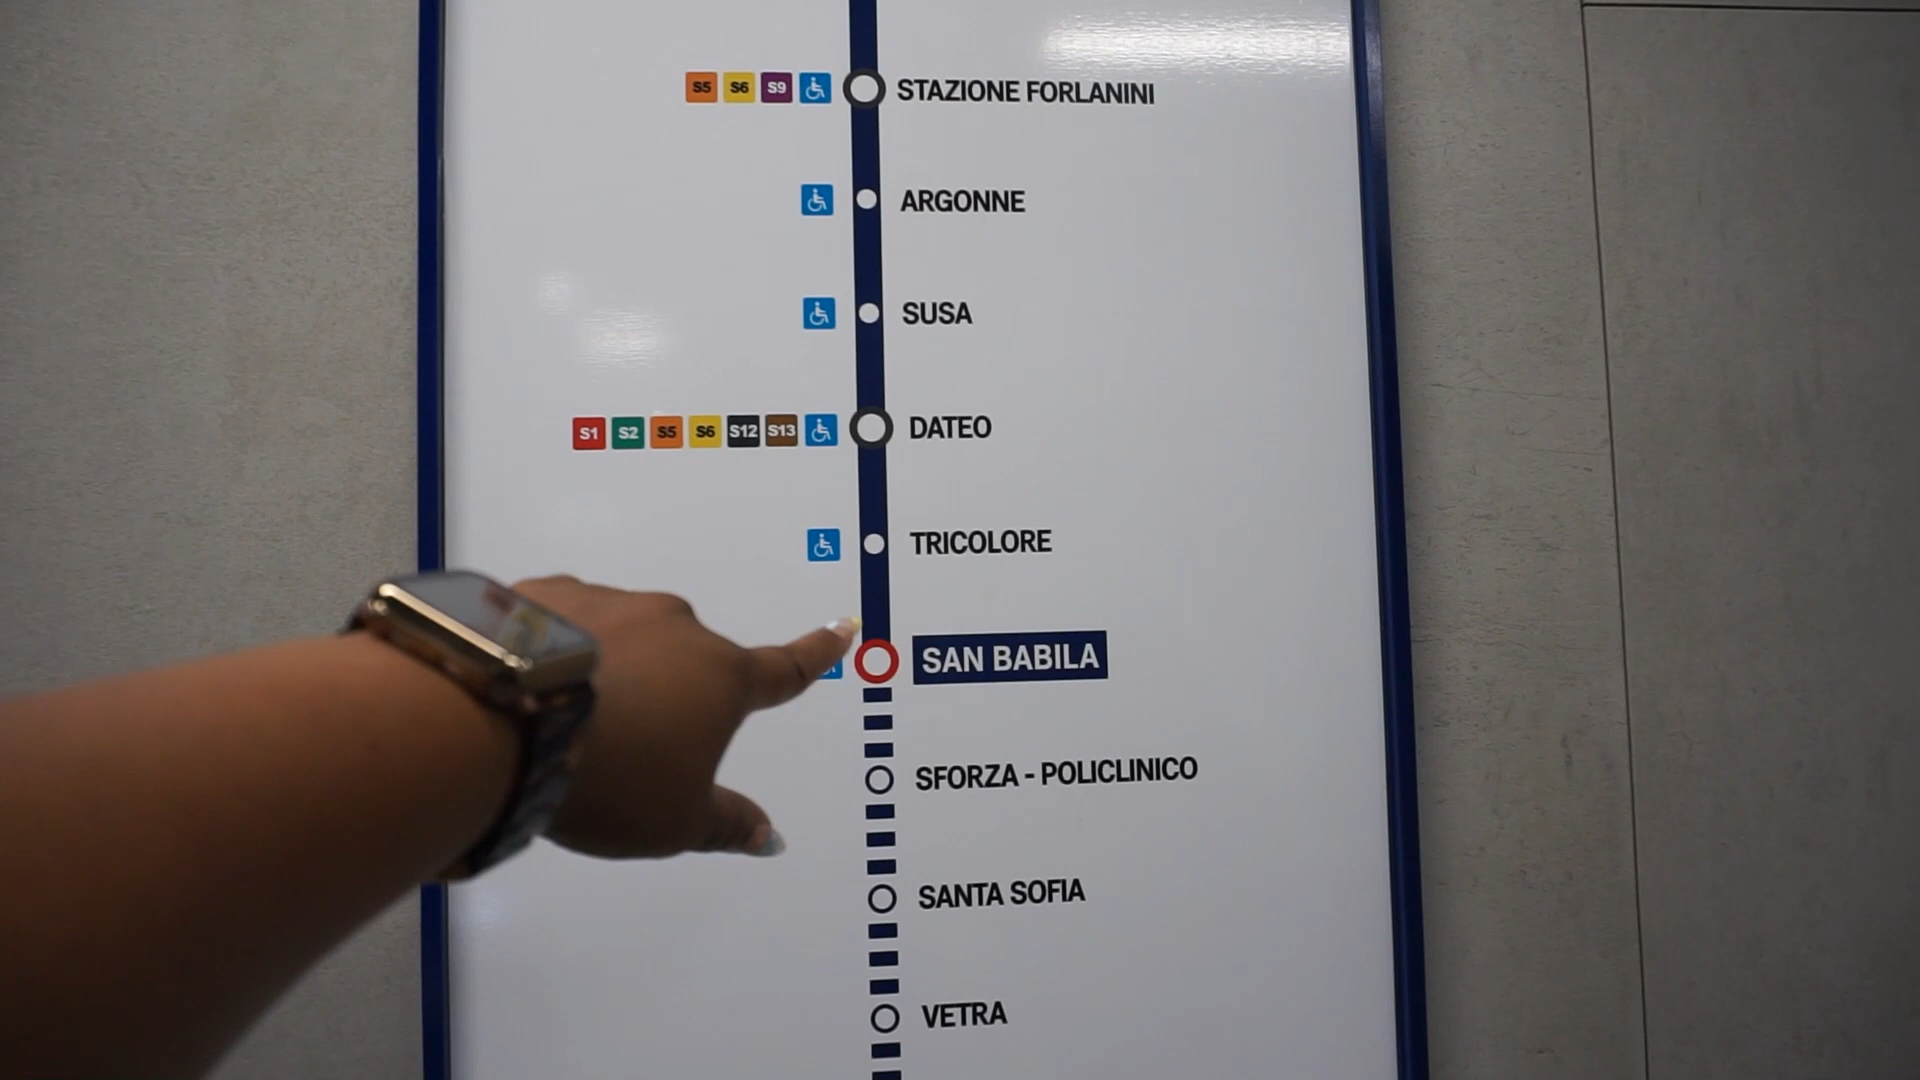 S5 S6 S9 STAZIONE FORLANINI
ARGONNE
SUSA
S1 S2 S5 S6 S12 S13 DATEO
TRICOLORE
SAN BABILA
SFORZA - POLICLINICO
SANTA SOFIA
VETRA